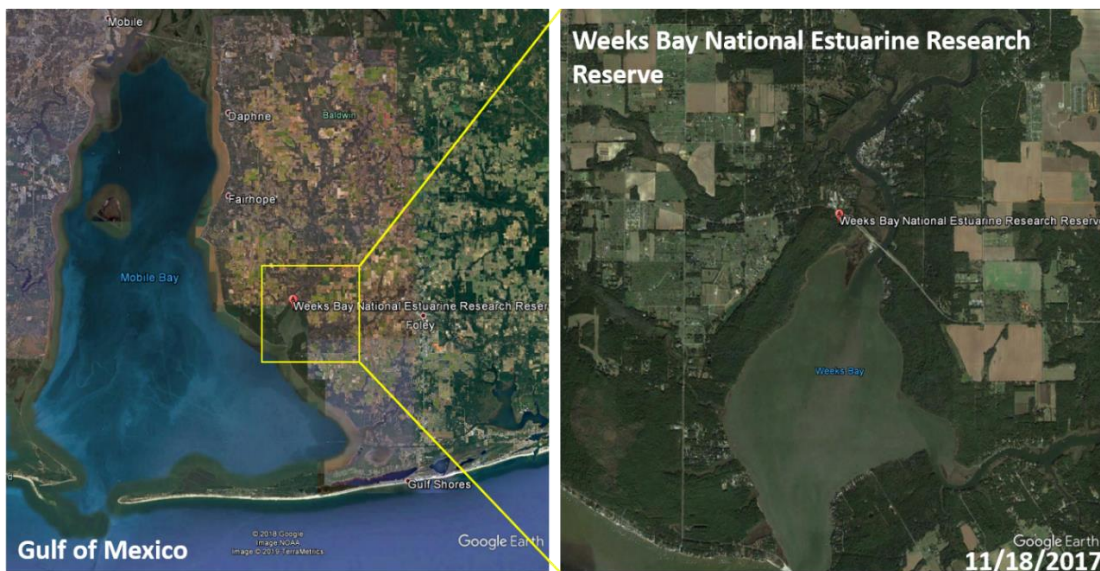 Mobile
Daphne
Baldwin
Fairhope
Mobile Bay
Weeks Bay National Estuarine Research Reser
Foley
Gulf Shores
d
© 2018 Google
Image NOAA
Image © 2019 TerraMetrics
Google Earth
Gulf of Mexico
Weeks Bay National Estuarine Research
Reserve
Weeks Bay National Estuarine Research Reserv
Weeks Bay
Google Earth
11/18/2017